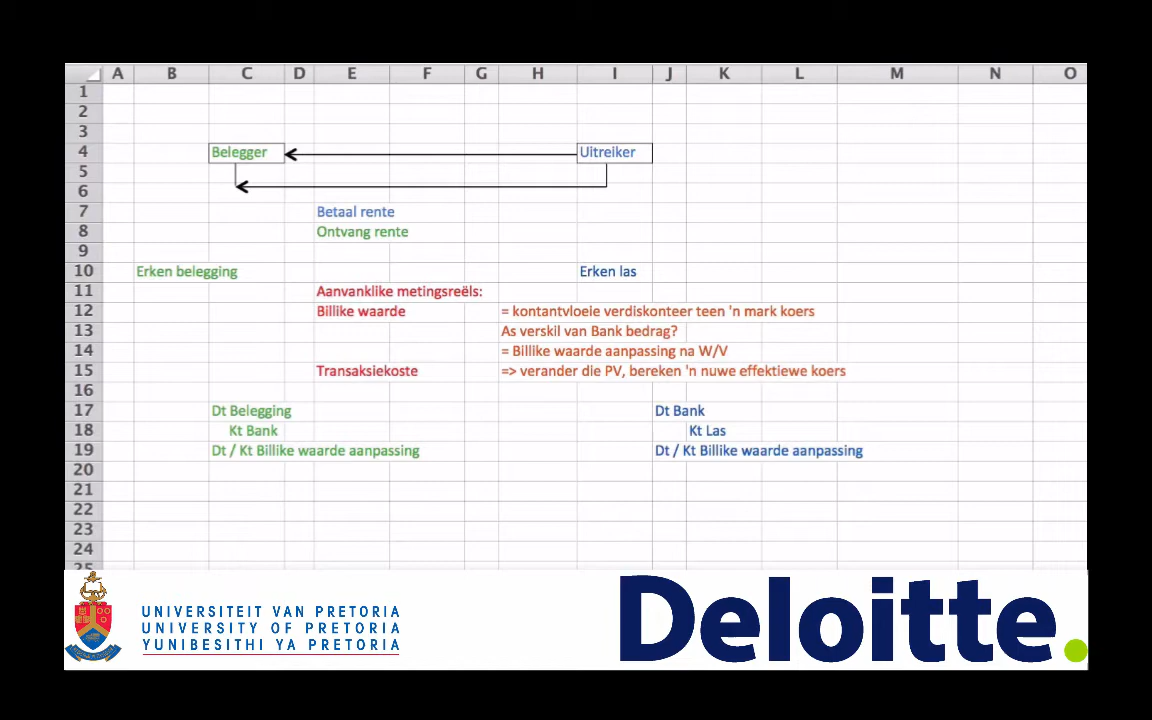 A B C D E F G H I J K L M N O
1
2
3
4 Belegger Uitreiker
5
6
7 Betaal rente
8 Ontvang rente
9
10 Erken belegging Erken las
11 Aanvanklike metingsreëls:
12 Billike waarde = kontantvloeie verdiskonteer teen 'n mark koers
13 As verskil van Bank bedrag?
14 = Billike waarde aanpassing na W/V
15 Transaksiekoste => verander die PV, bereken 'n nuwe effektiewe koers
16
17 Dt Belegging Dt Bank
18 Kt Bank Kt Las
19 Dt / Kt Billike waarde aanpassing Dt / Kt Billike waarde aanpassing
20
21
22
23
24
25
UNIVERSITEIT VAN PRETORIA
UNIVERSITY OF PRETORIA
YUNIBESITHI YA PRETORIA
Deloitte.